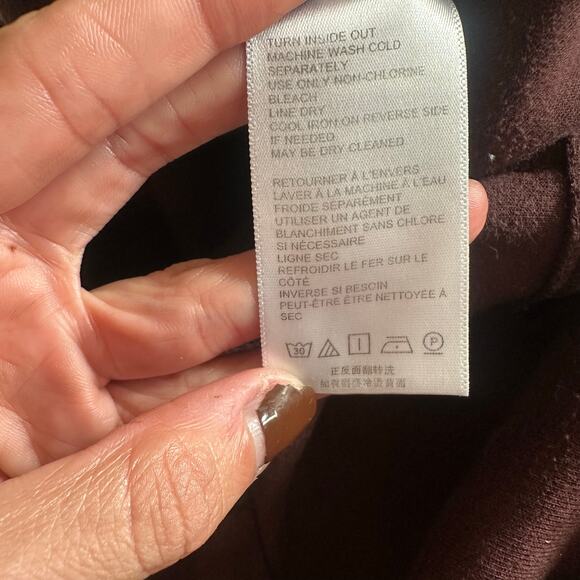 TURN INSIDE OUT
MACHINE WASH COLD
SEPARATELY
USE ONLY NON-CHLORINE
BLEACH
LINE DRY
COOL IRON ON REVERSE SIDE
IF NEEDED
MAY BE DRY CLEANED
RETOURNER À L'ENVERS
LAVER À LA MACHINE À L'EAU
FROIDE SÉPARÉMENT
UTILISER UN AGENT DE
BLANCHIMENT SANS CHLORE
SI NÉCESSAIRE
LIGNE SEC
REFROIDIR LE FER SUR LE
CÔTÉ
INVERSE SI BESCIN
PEUT-ÊTRE ÊTRE NETTOYÉE À
SEC
30 P
正反面翻转洗